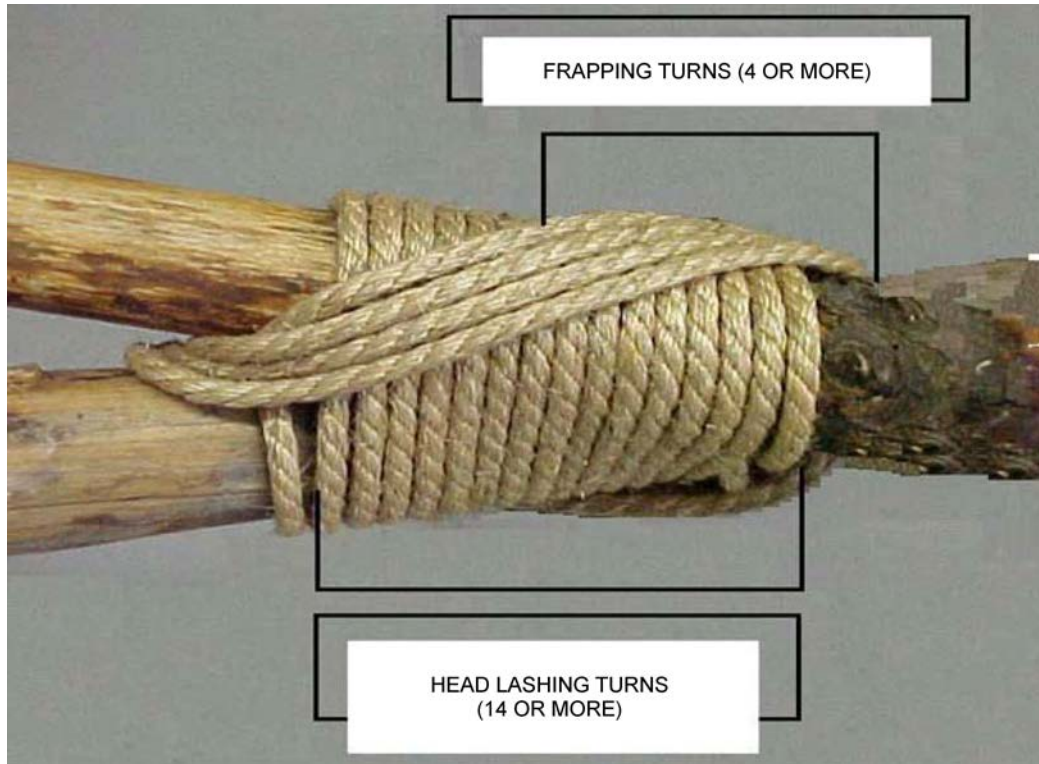 FRAPPING TURNS (4 OR MORE)
HEAD LASHING TURNS
(14 OR MORE)